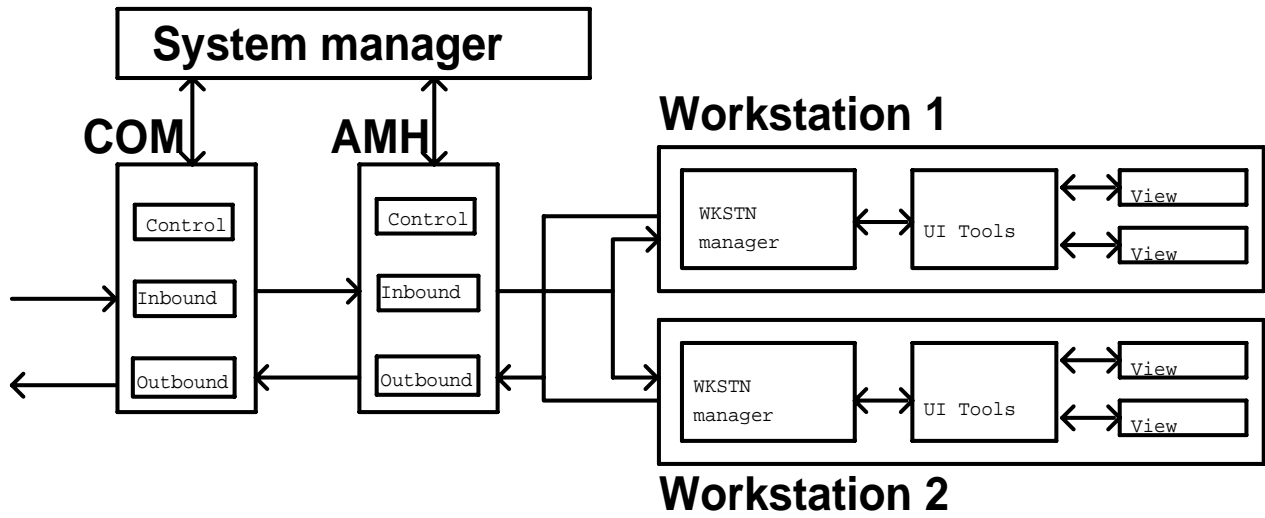 System manager
COM
AMH
Workstation 1
Control
Inbound
Outbound
Control
Inbound
Outbound
WKSTN
manager
UI Tools
View
View
WKSTN
manager
UI Tools
View
View
Workstation 2